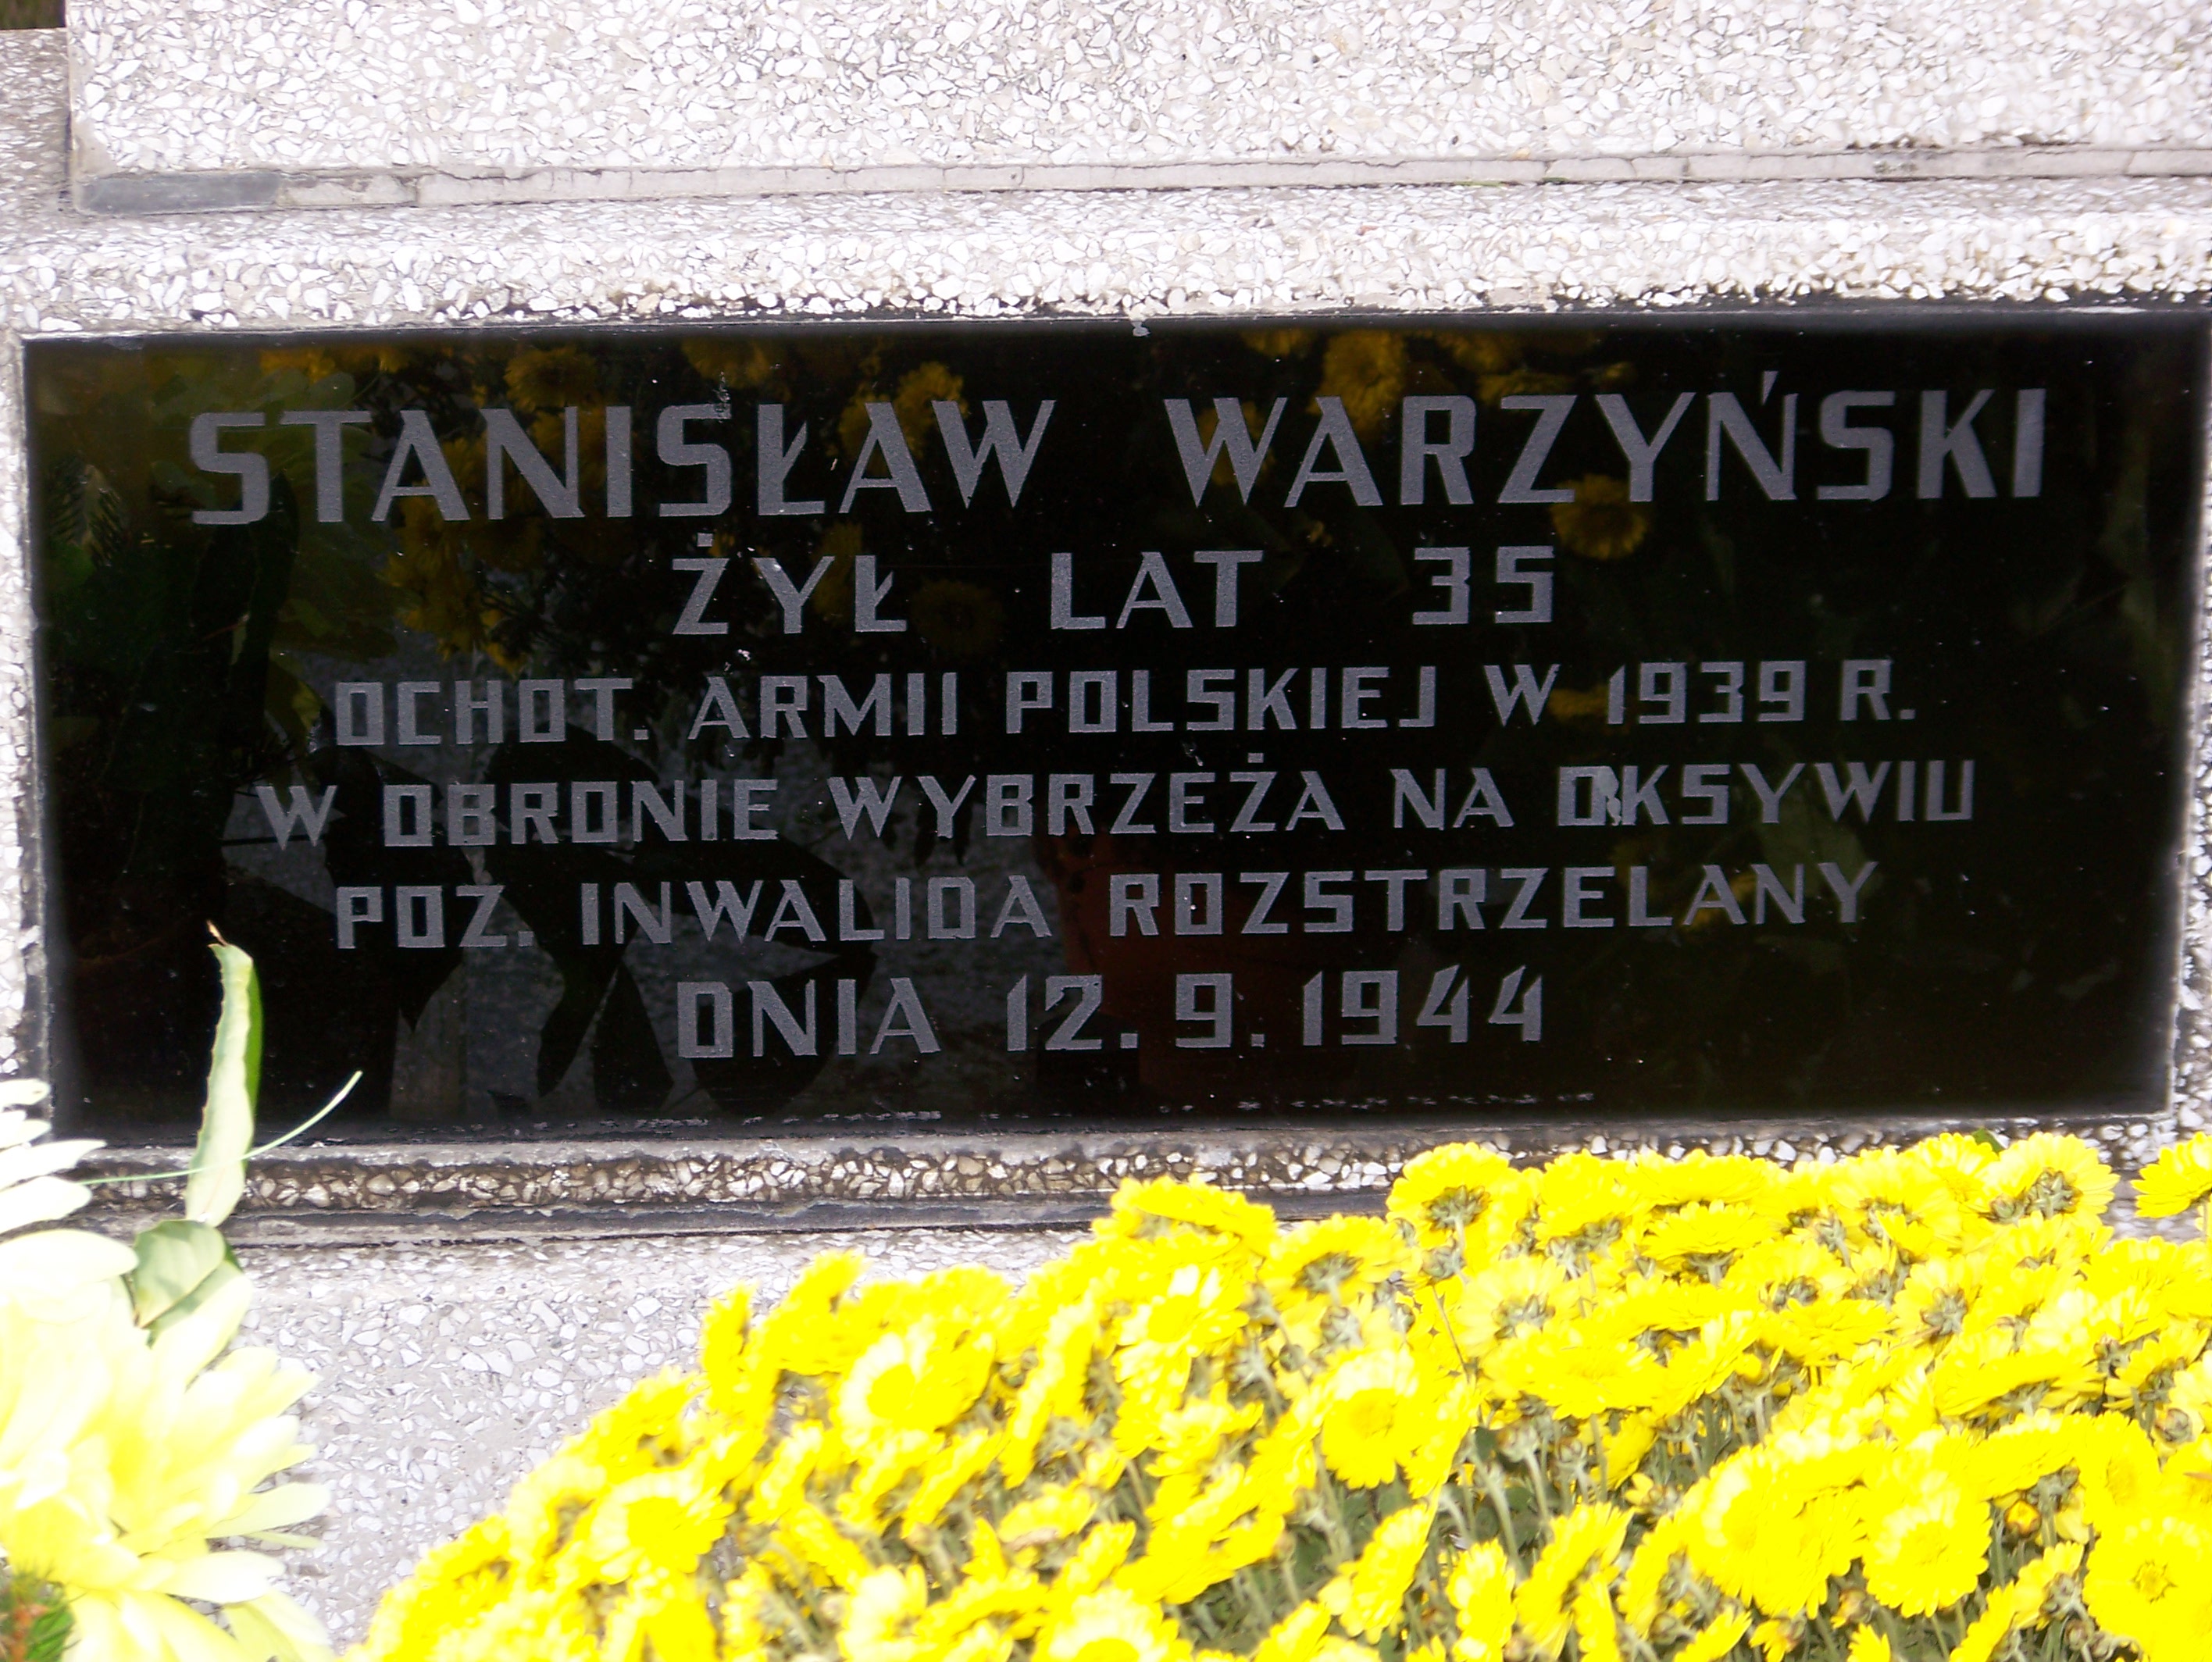 STANISŁAW WARZYŃSKI
ŻYŁ LAT 35
OCHOT. ARMII POLSKIEJ W 1939 R.
W OBRONIE WYBRZEŻA NA OKSYWIU
POZ. INWALIDA ROZSTRZELANY
DNIA 12.9.1944